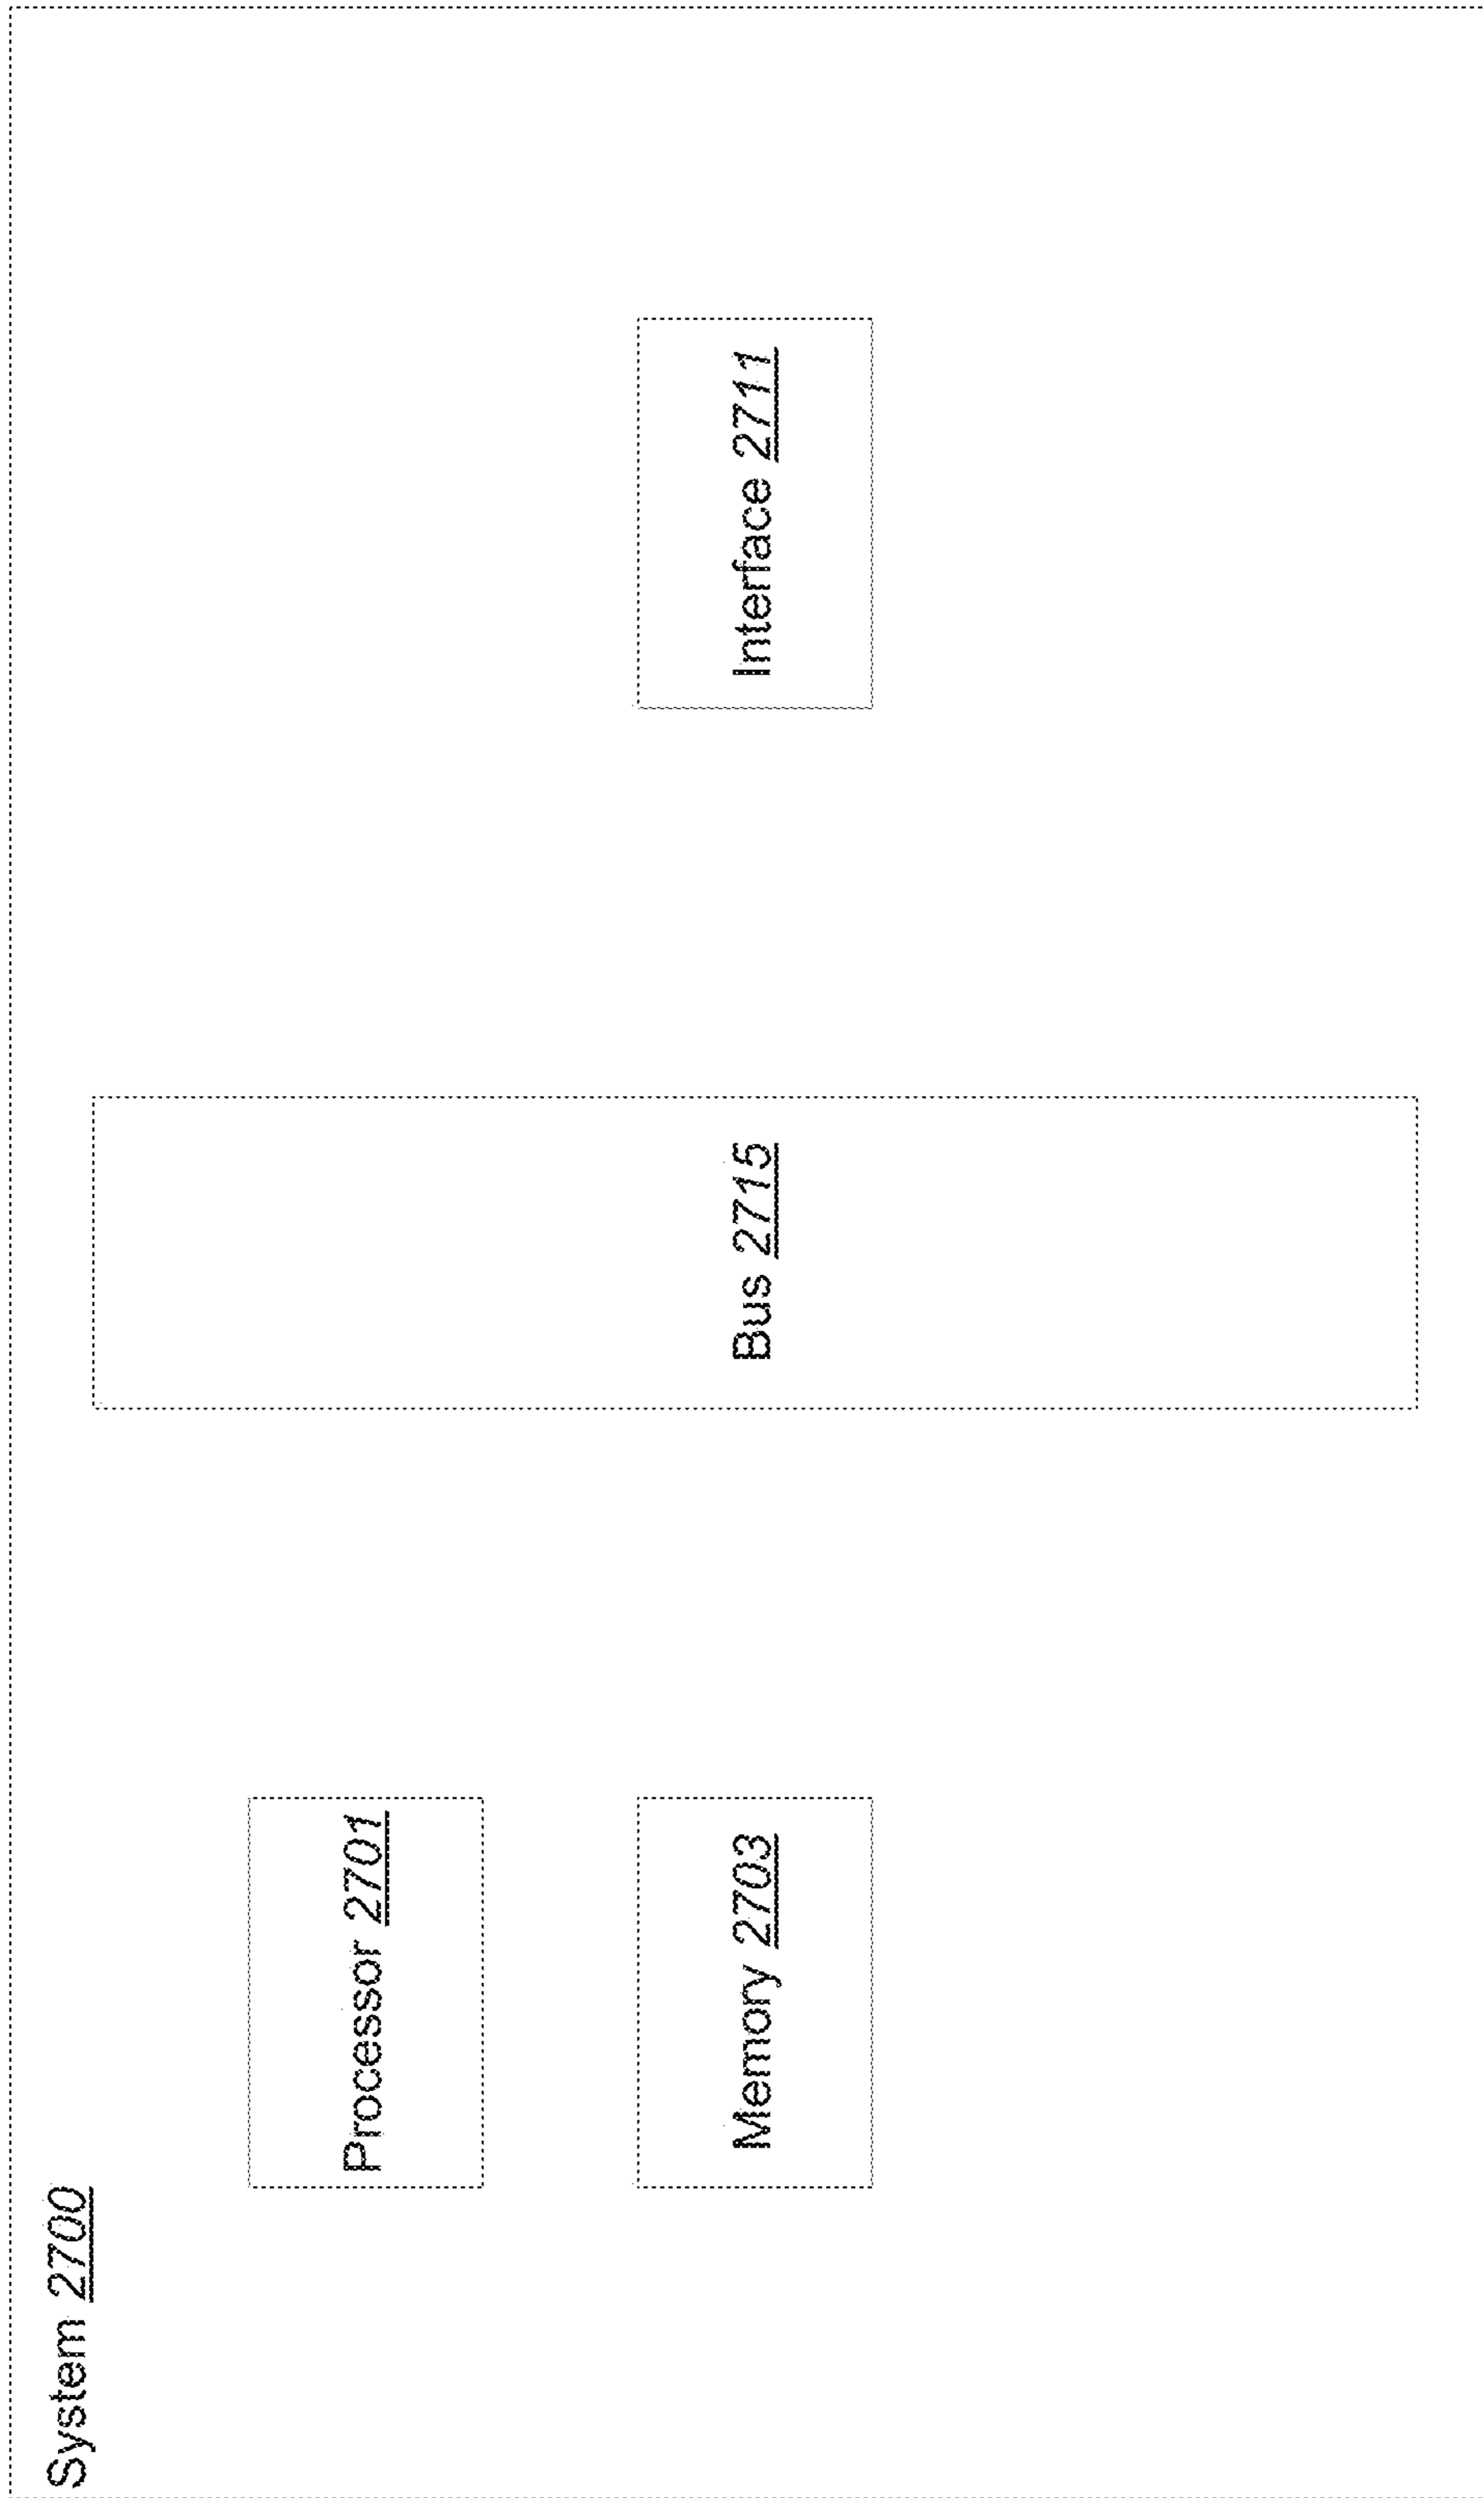 System 2700
Processor 2701
Memory 2703
Bus 2715
Interface 2711